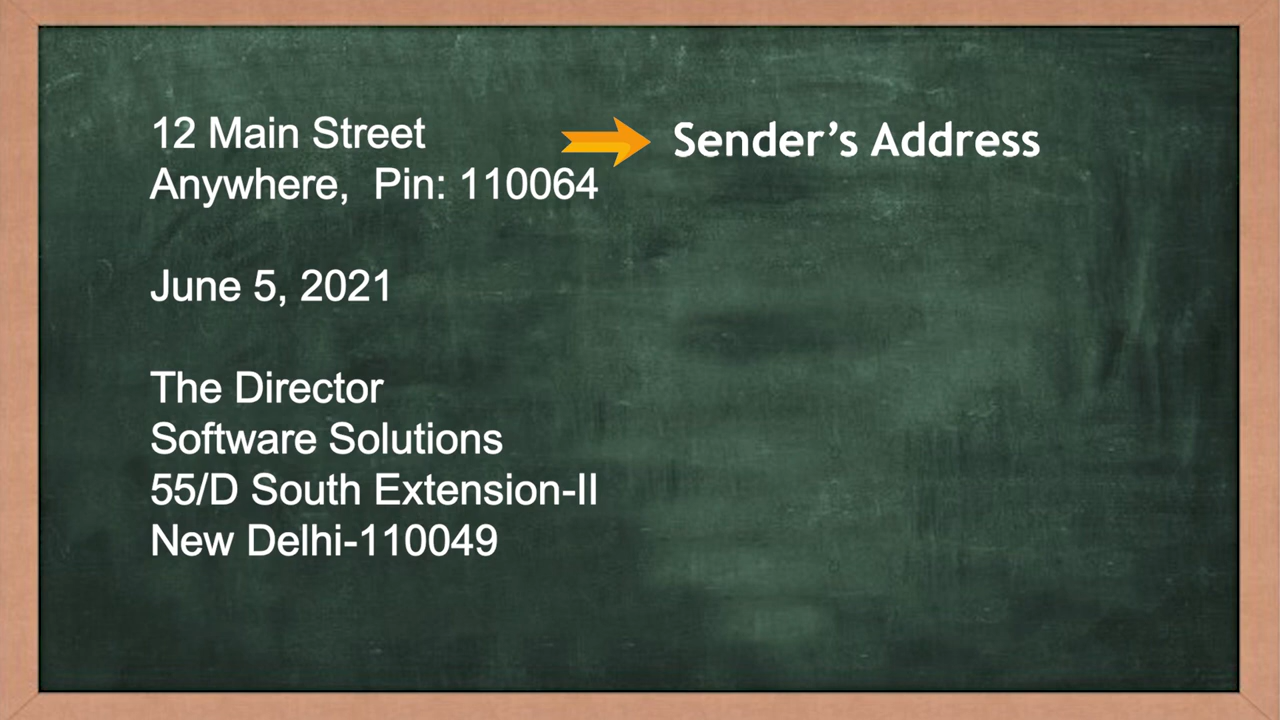 12 Main Street
Sender's Address
Anywhere,  Pin: 110064
June 5, 2021
The Director
Software Solutions
55/D South Extension-II
New Delhi-110049